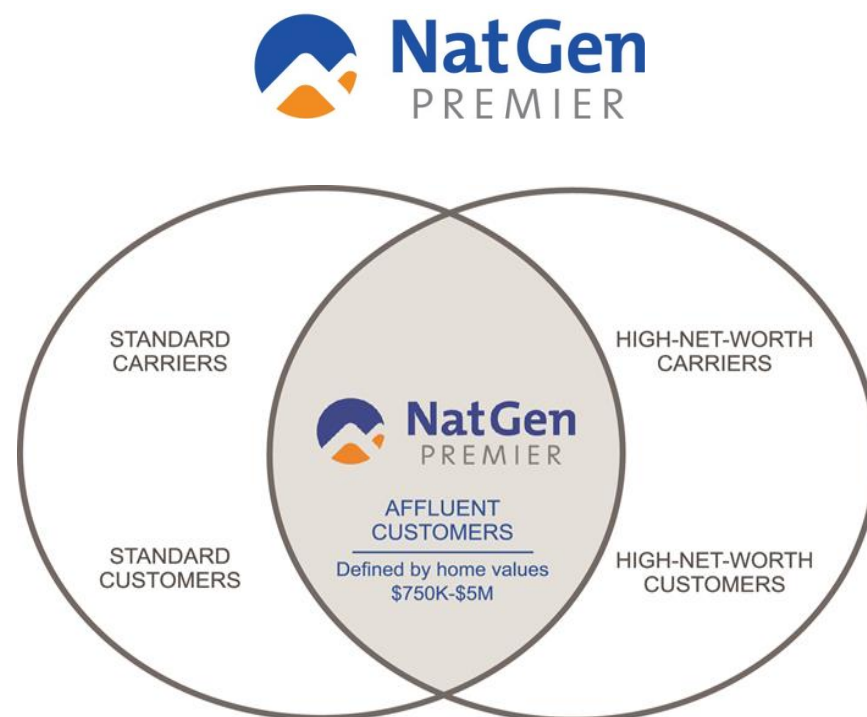 NatGen
PREMIER
STANDARD
CARRIERS
HIGH-NET-WORTH
CARRIERS
NatGen
PREMIER
AFFLUENT
CUSTOMERS
Defined by home values
$750K-$5M
STANDARD
CUSTOMERS
HIGH-NET-WORTH
CUSTOMERS